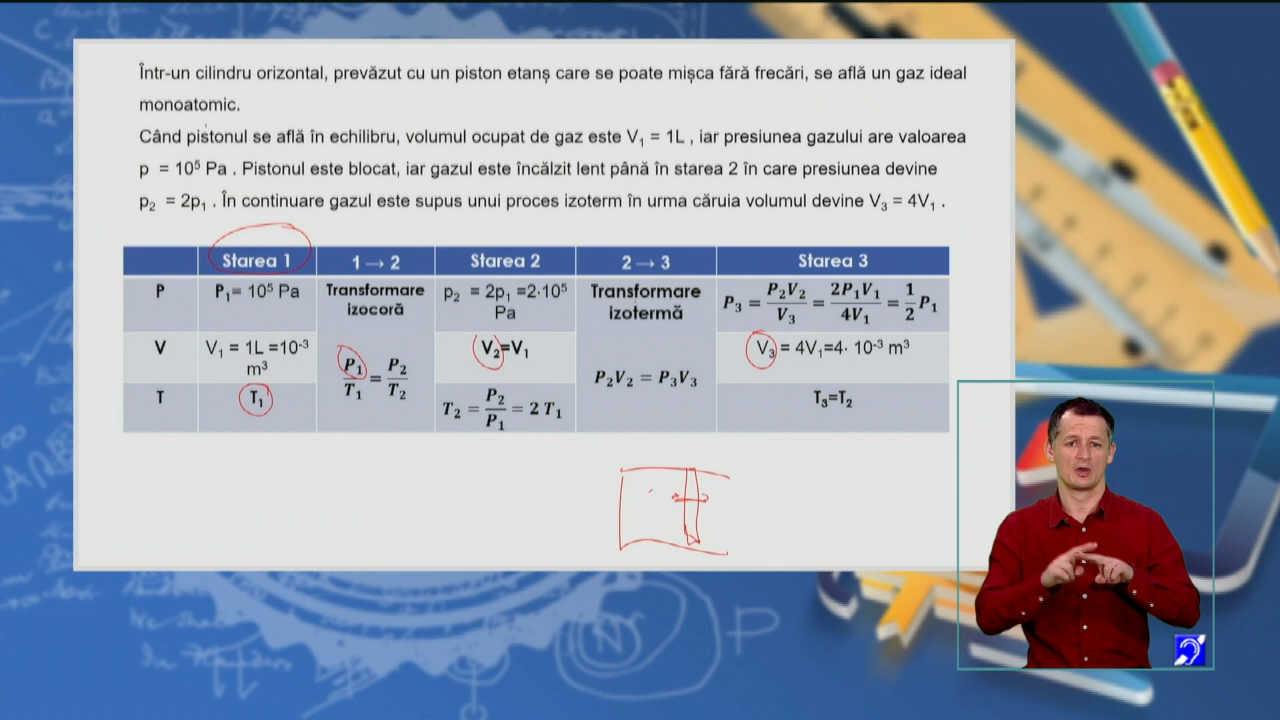 Într-un cilindru orizontal, prevăzut cu un piston etanș care se poate mișca fără frecări, se află un gaz ideal
monoatomic.
Când pistonul se află în echilibru, volumul ocupat de gaz este V₁ = 1L , iar presiunea gazului are valoarea
p = 10⁵ Pa . Pistonul este blocat, iar gazul este încălzit lent până în starea 2 în care presiunea devine
p₂ = 2p₁ . În continuare gazul este supus unui proces izoterm în urma căruia volumul devine V₃ = 4V₁ .
Starea 1 1 → 2 Starea 2 2 → 3 Starea 3
P P₁= 10⁵ Pa Transformare izocoră p₂ = 2p₁ =2·10⁵ Pa Transformare izotermă P₃ = P₂V₂/V₃ = 2P₁V₁/4V₁ = 1/2 P₁
V V₁ = 1L =10⁻³ m³ P₁/T₁ = P₂/T₂ V₂=V₁ P₂V₂ = P₃V₃ V₃ = 4V₁=4· 10⁻³ m³
T T₁ T₂ = P₂/P₁ = 2 T₁ T₃=T₂
N
P